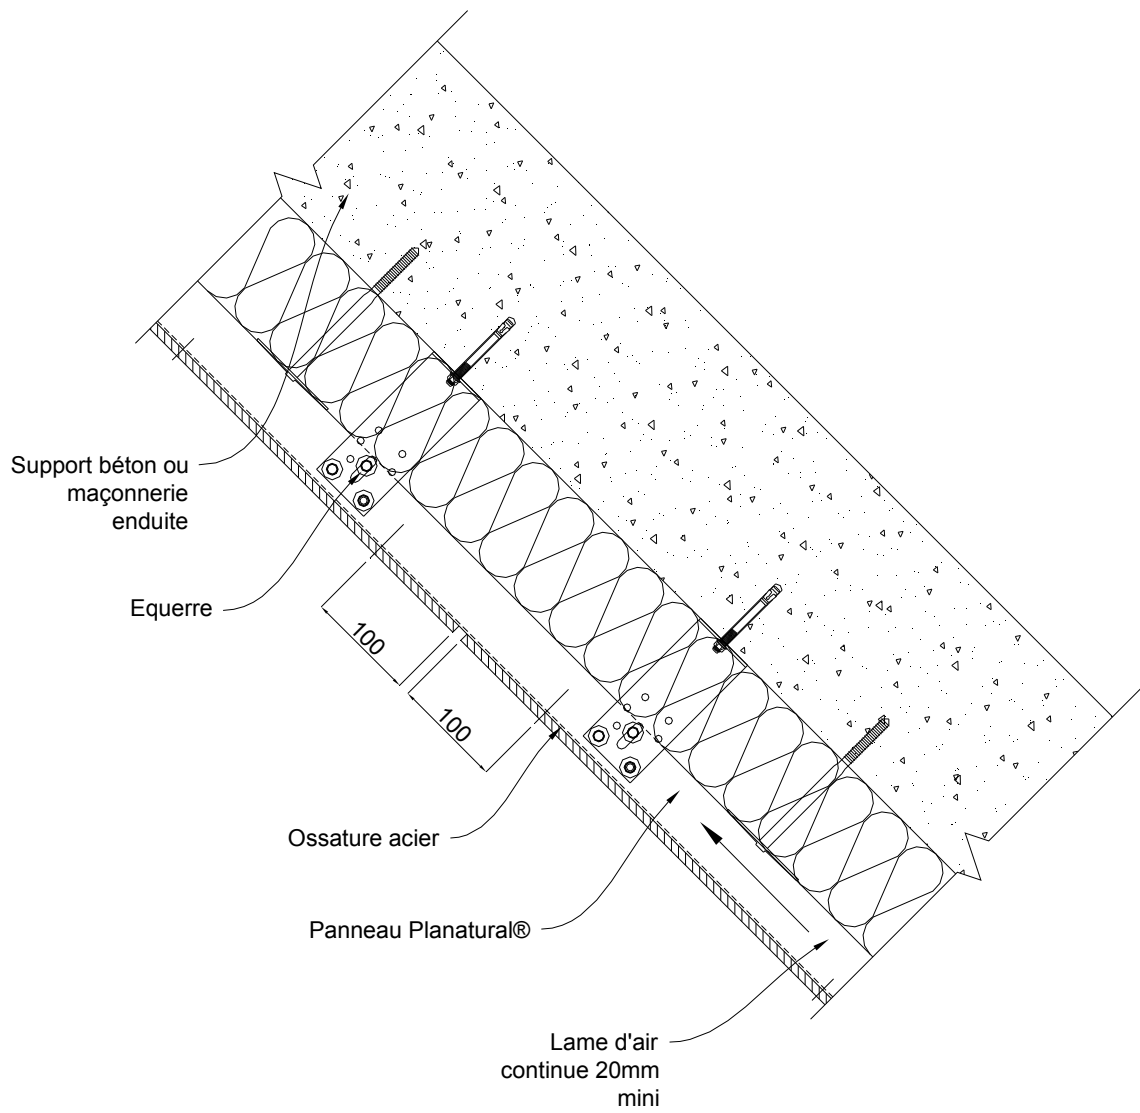 Support béton ou
maçonnerie
enduite
Equerre
100
100
Ossature acier
Panneau Planatural®
Lame d'air
continue 20mm
mini